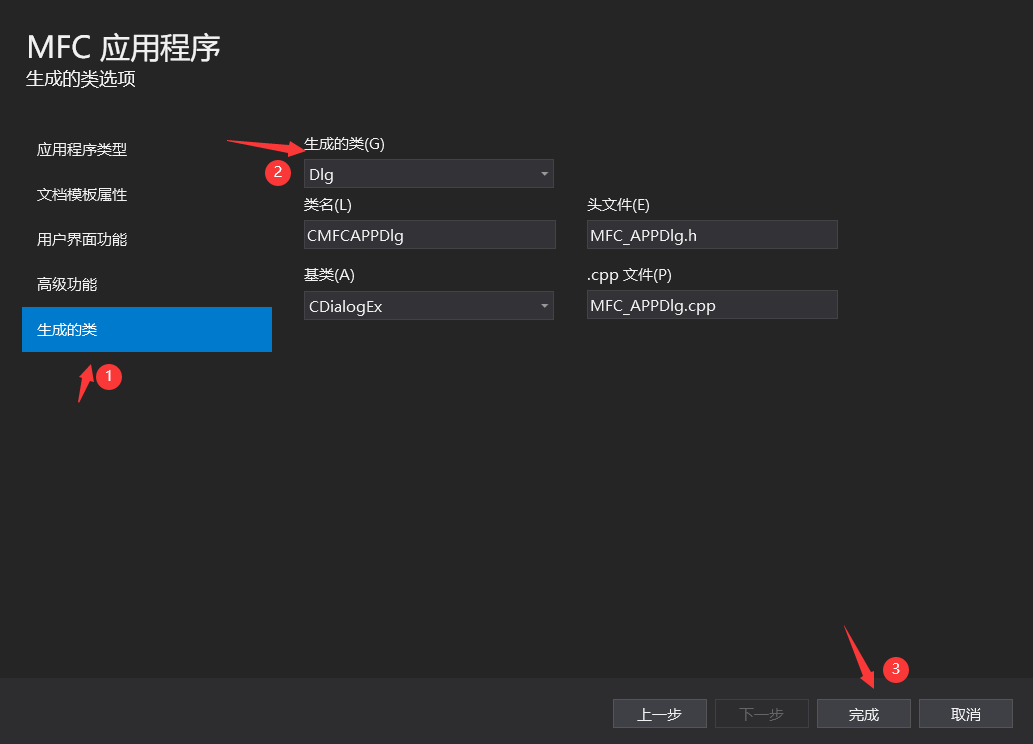 MFC 应用程序
生成的类选项
应用程序类型
文档模板属性
用户界面功能
高级功能
生成的类
1
生成的类(G)
2
Dlg
类名(L)
头文件(E)
CMFCAPPDlg
MFC_APPDlg.h
基类(A)
.cpp 文件(P)
CDialogEx
MFC_APPDlg.cpp
3
上一步
下一步
完成
取消